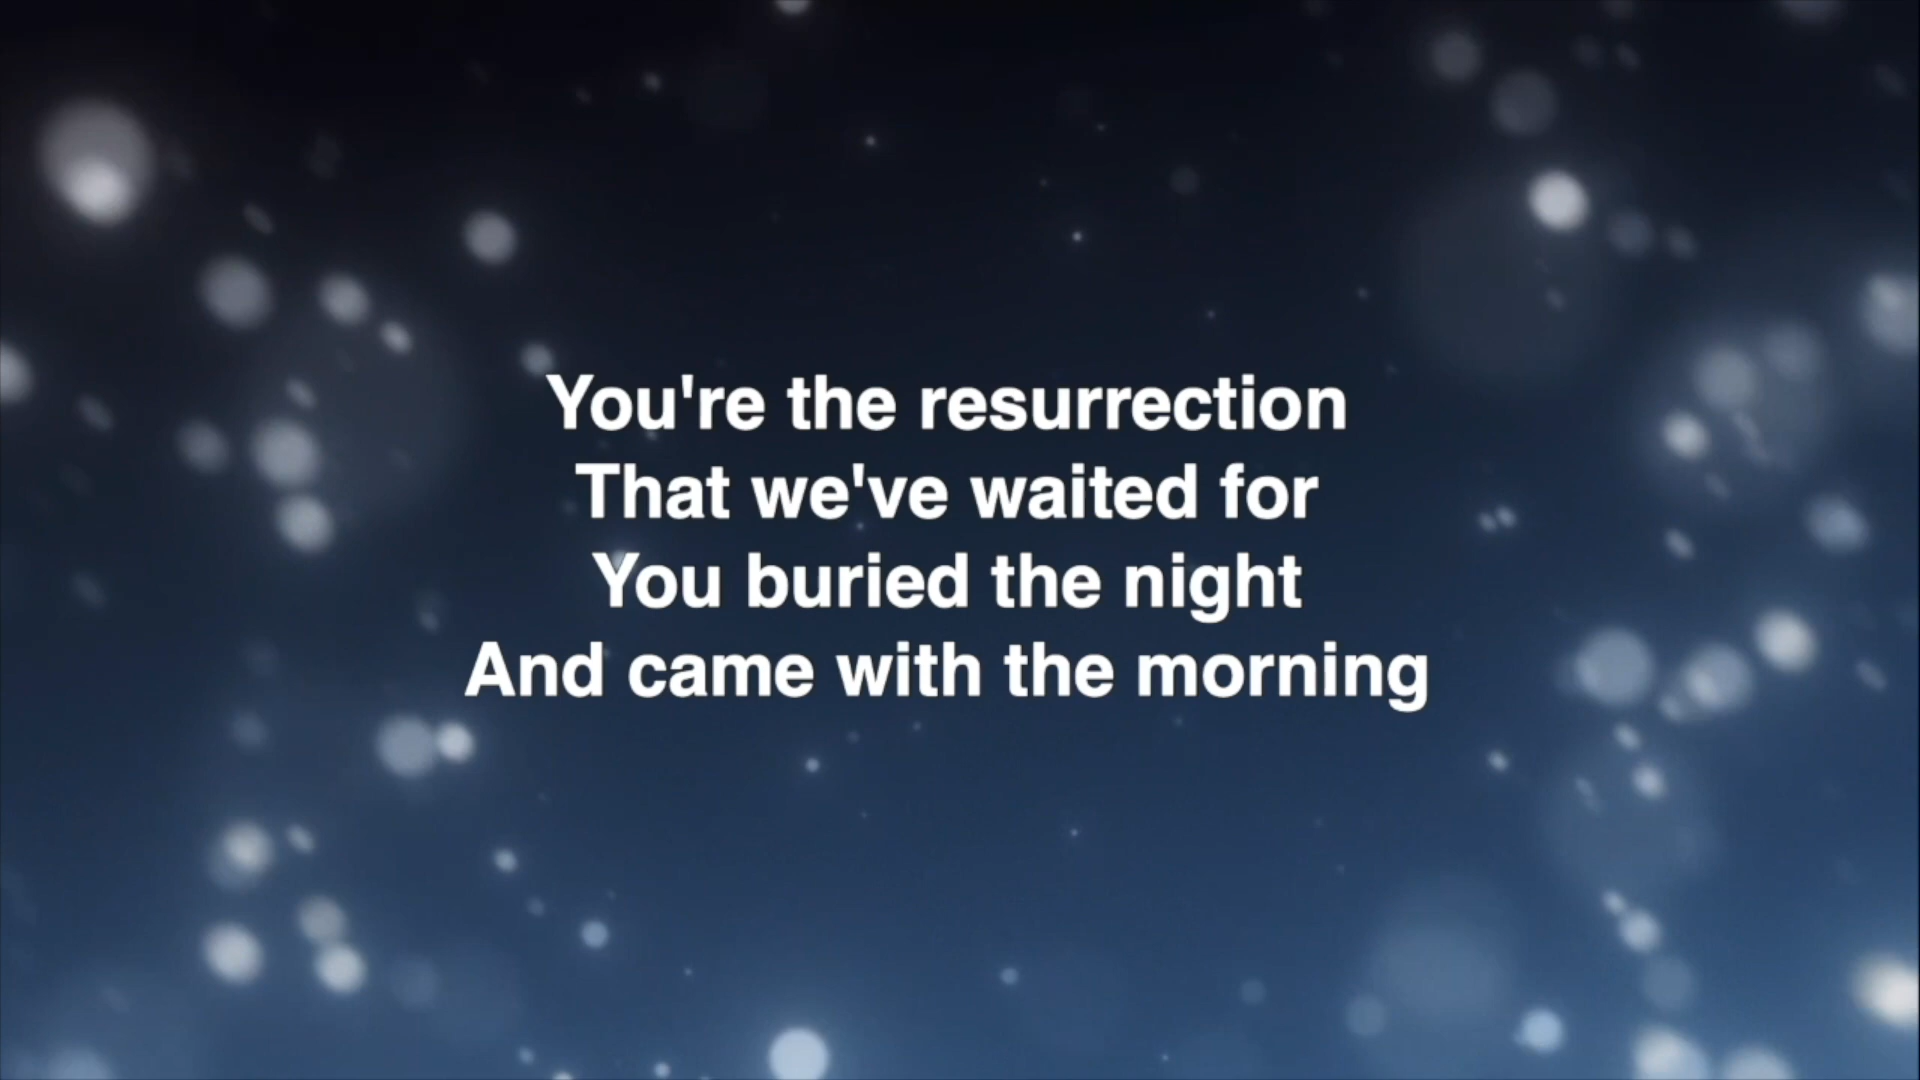 You're the resurrection
That we've waited for
You buried the night
And came with the morning